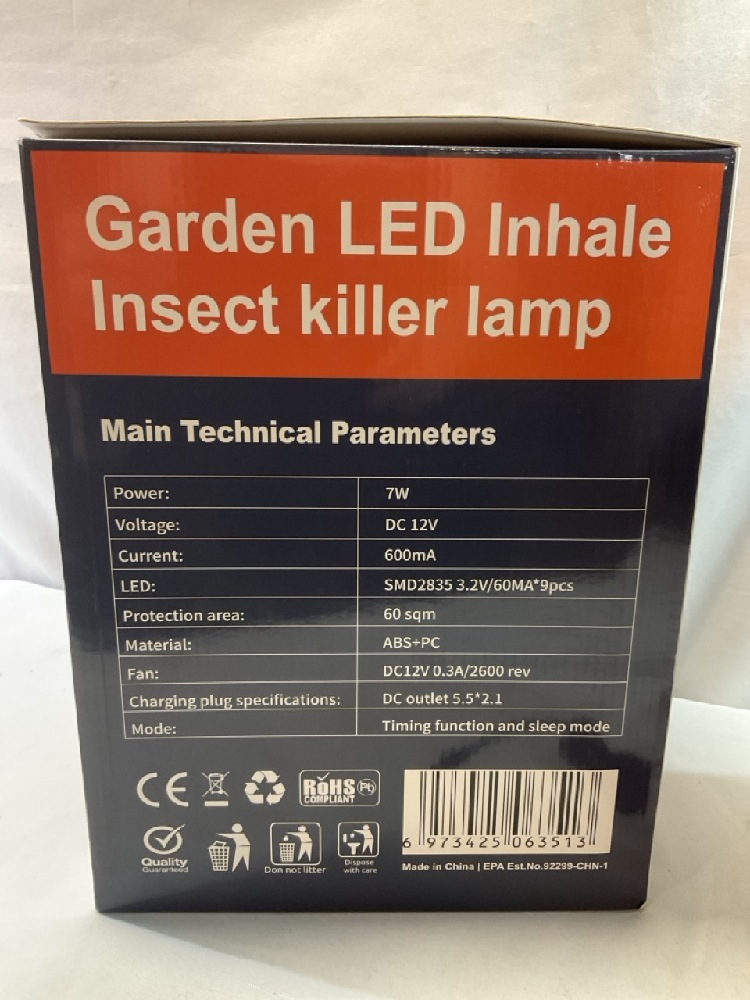 Garden LED Inhale
Insect killer lamp
Main Technical Parameters
Power: 7W
Voltage: DC 12V
Current: 600mA
LED: SMD2835 3.2V/60MA*9pcs
Protection area: 60 sqm
Material: ABS+PC
Fan: DC12V 0.3A/2600 rev
Charging plug specifications: DC outlet 5.5*2.1
Mode: Timing function and sleep mode
CE RoHS Pb
COMPLIANT
6 973425 063513
Quality
Guaranteed
Don not litter
Dispose
with care
Made in China | EPA Est.No.92299-CHN-1